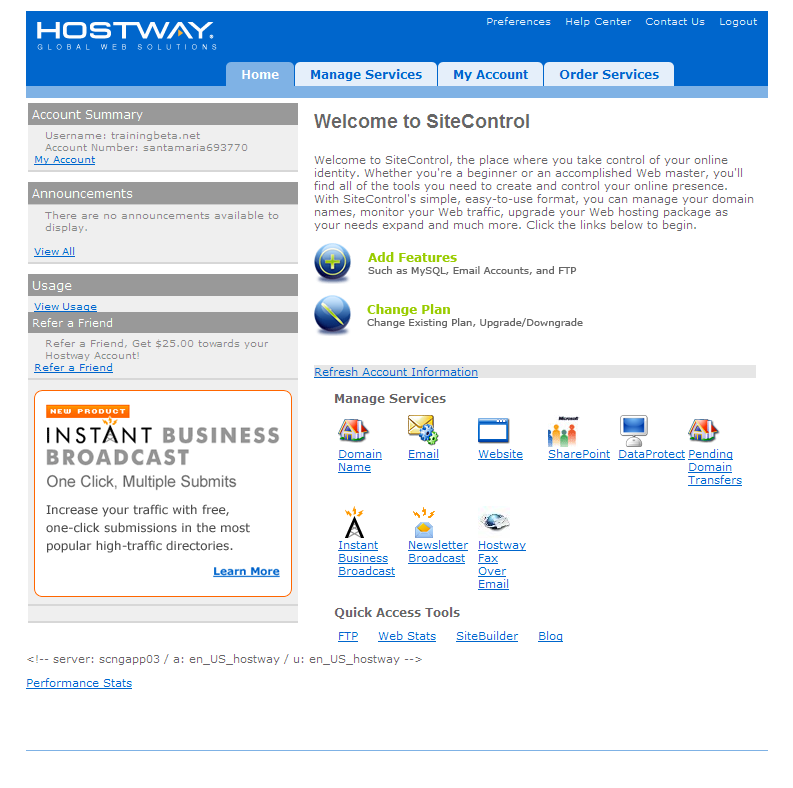 HOSTWAY.
GLOBAL WEB SOLUTIONS
Preferences Help Center Contact Us Logout
Home Manage Services My Account Order Services
Account Summary
Username: trainingbeta.net
Account Number: santamaria693770
My Account
Announcements
There are no announcements available to
display.
View All
Usage
View Usage
Refer a Friend
Refer a Friend, Get $25.00 towards your
Hostway Account!
Refer a Friend
NEW PRODUCT
INSTANT BUSINESS
BROADCAST
One Click, Multiple Submits
Increase your traffic with free,
one-click submissions in the most
popular high-traffic directories.
Learn More
Welcome to SiteControl
Welcome to SiteControl, the place where you take control of your online
identity. Whether you're a beginner or an accomplished Web master, you'll
find all of the tools you need to create and control your online presence.
With SiteControl's simple, easy-to-use format, you can manage your domain
names, monitor your Web traffic, upgrade your Web hosting package as
your needs expand and much more. Click the links below to begin.
Add Features
Such as MySQL, Email Accounts, and FTP
Change Plan
Change Existing Plan, Upgrade/Downgrade
Refresh Account Information
Manage Services
Domain
Name
Email
Website
Microsoft
SharePoint
DataProtect
Pending
Domain
Transfers
Instant
Business
Broadcast
Newsletter
Broadcast
Hostway
Fax
Over
Email
Quick Access Tools
FTP Web Stats SiteBuilder Blog
<!-- server: scngapp03 / a: en_US_hostway / u: en_US_hostway -->
Performance Stats